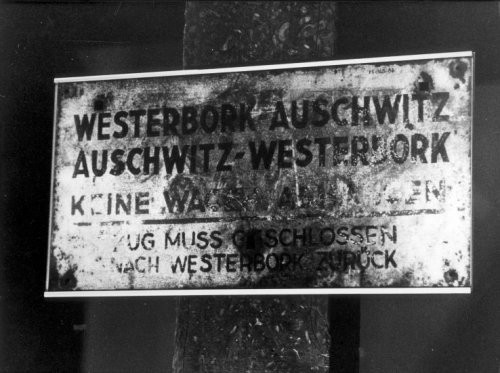 WESTERBORK-AUSCHWITZ
AUSCHWITZ-WESTERBORK
KEINE
ZUG MUSS GESCHLOSSEN
NACH WESTERBORK ZURÜCK